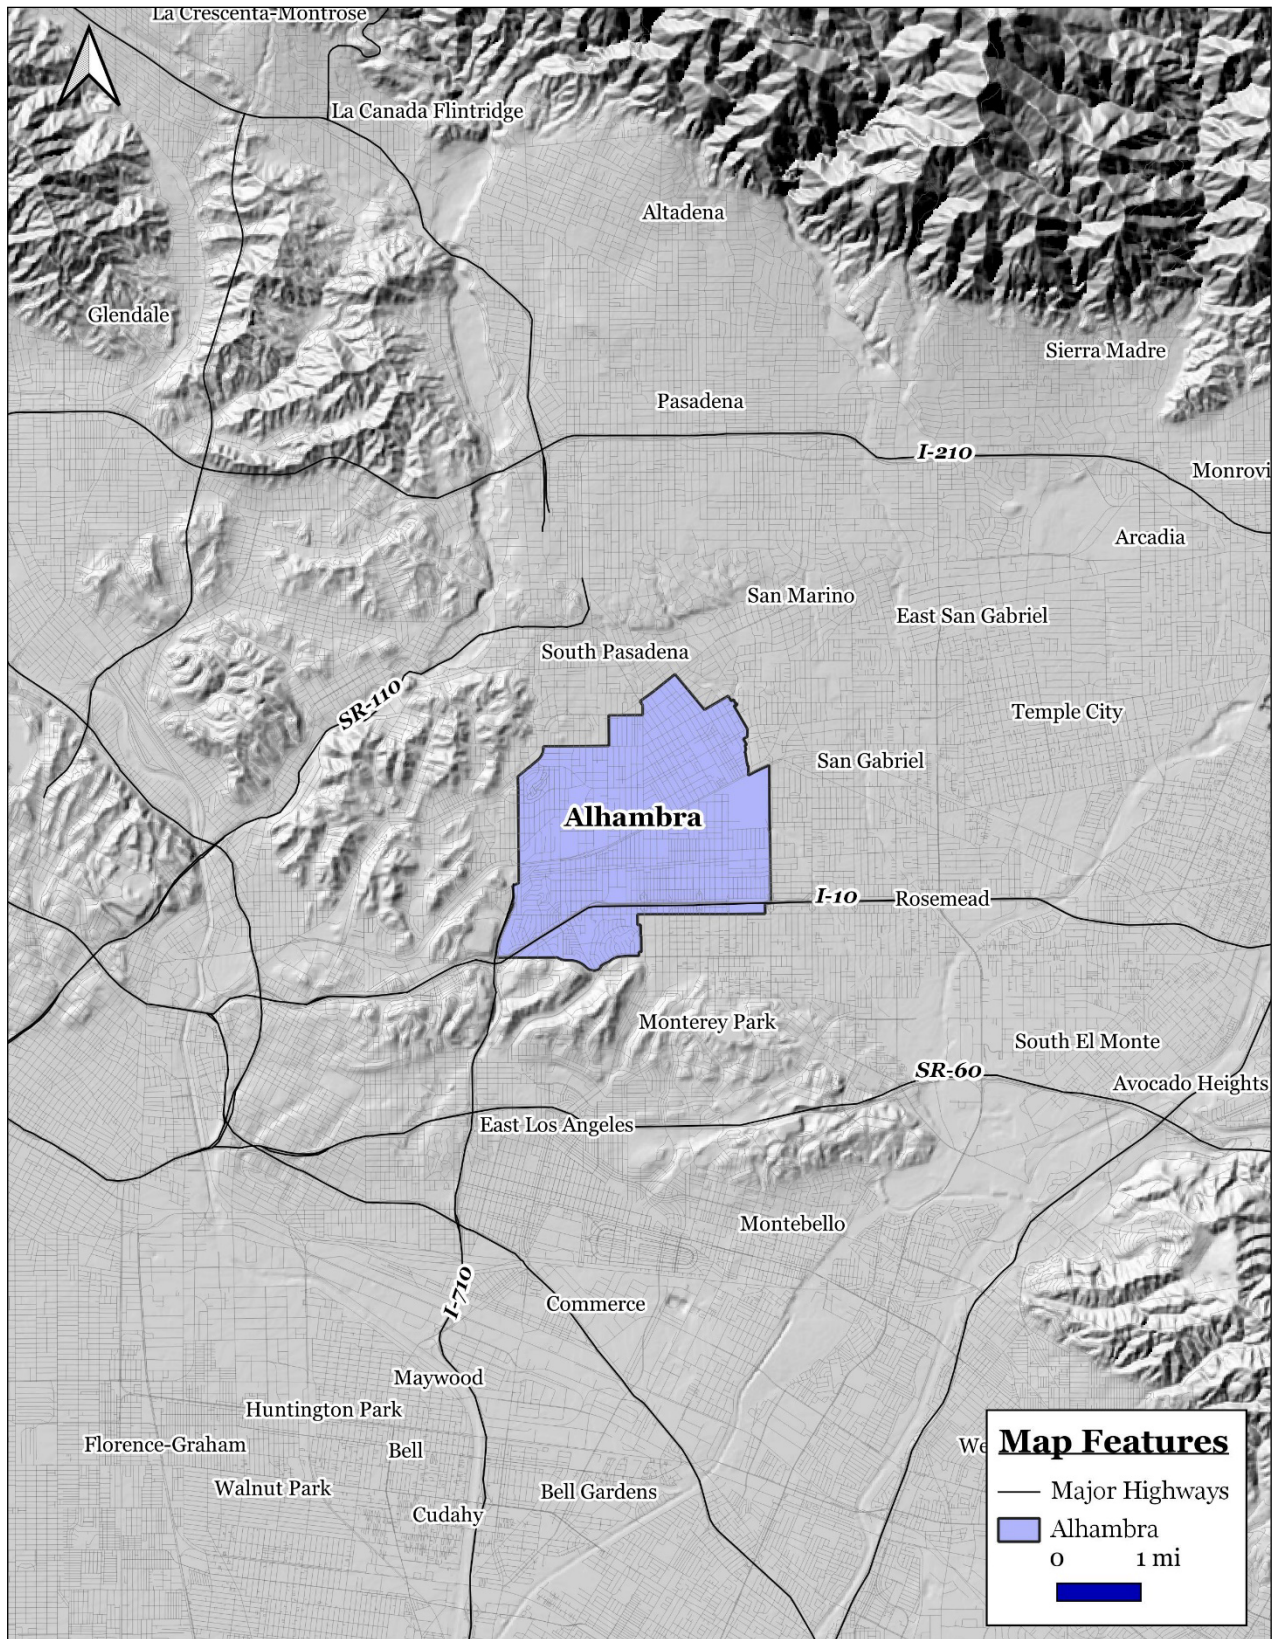 La Crescenta-Montrose
La Canada Flintridge
Altadena
Glendale
Sierra Madre
Pasadena
I-210
Monrovi
Arcadia
San Marino
East San Gabriel
South Pasadena
SR-110
Temple City
San Gabriel
Alhambra
I-10
Rosemead
Monterey Park
South El Monte
SR-60
Avocado Heights
East Los Angeles
Montebello
I-710
Commerce
Maywood
Huntington Park
Florence-Graham
Bell
We
Walnut Park
Bell Gardens
Cudahy
Map Features
Major Highways
Alhambra
0 1 mi